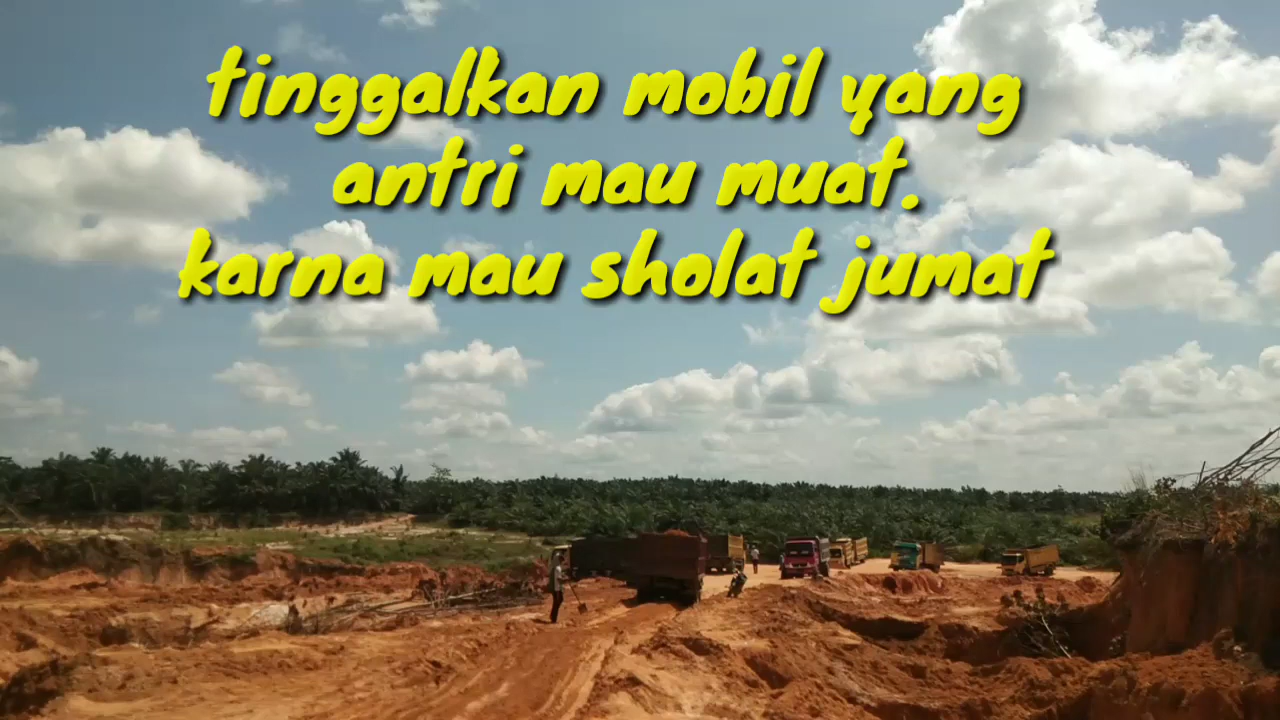 tinggalkan mobil yang
antri mau muat.
karna mau sholat jumat